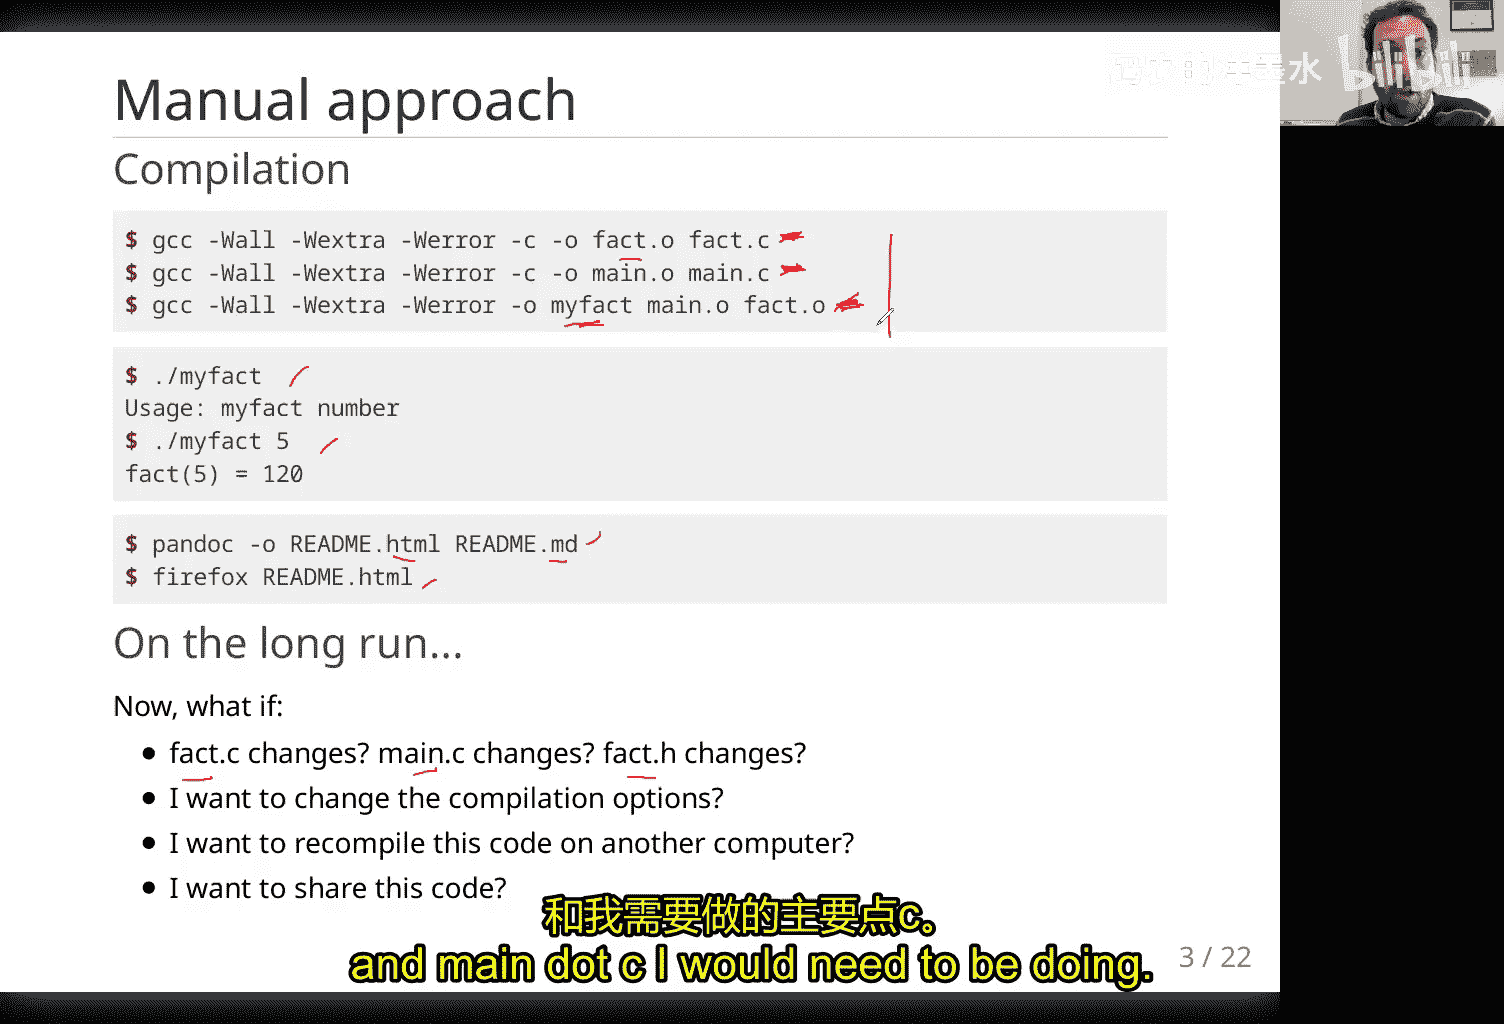 Manual approach
Compilation
$ gcc -Wall -Wextra -Werror -c -o fact.o fact.c
$ gcc -Wall -Wextra -Werror -c -o main.o main.c
$ gcc -Wall -Wextra -Werror -o myfact main.o fact.o
$ ./myfact
Usage: myfact number
$ ./myfact 5
fact(5) = 120
$ pandoc -o README.html README.md
$ firefox README.html
On the long run...
Now, what if:
• fact.c changes? main.c changes? fact.h changes?
• I want to change the compilation options?
• I want to recompile this code on another computer?
• I want to share this code?
和我需要做的主要点c。
and main dot c I would need to be doing.
3 / 22
bilibili